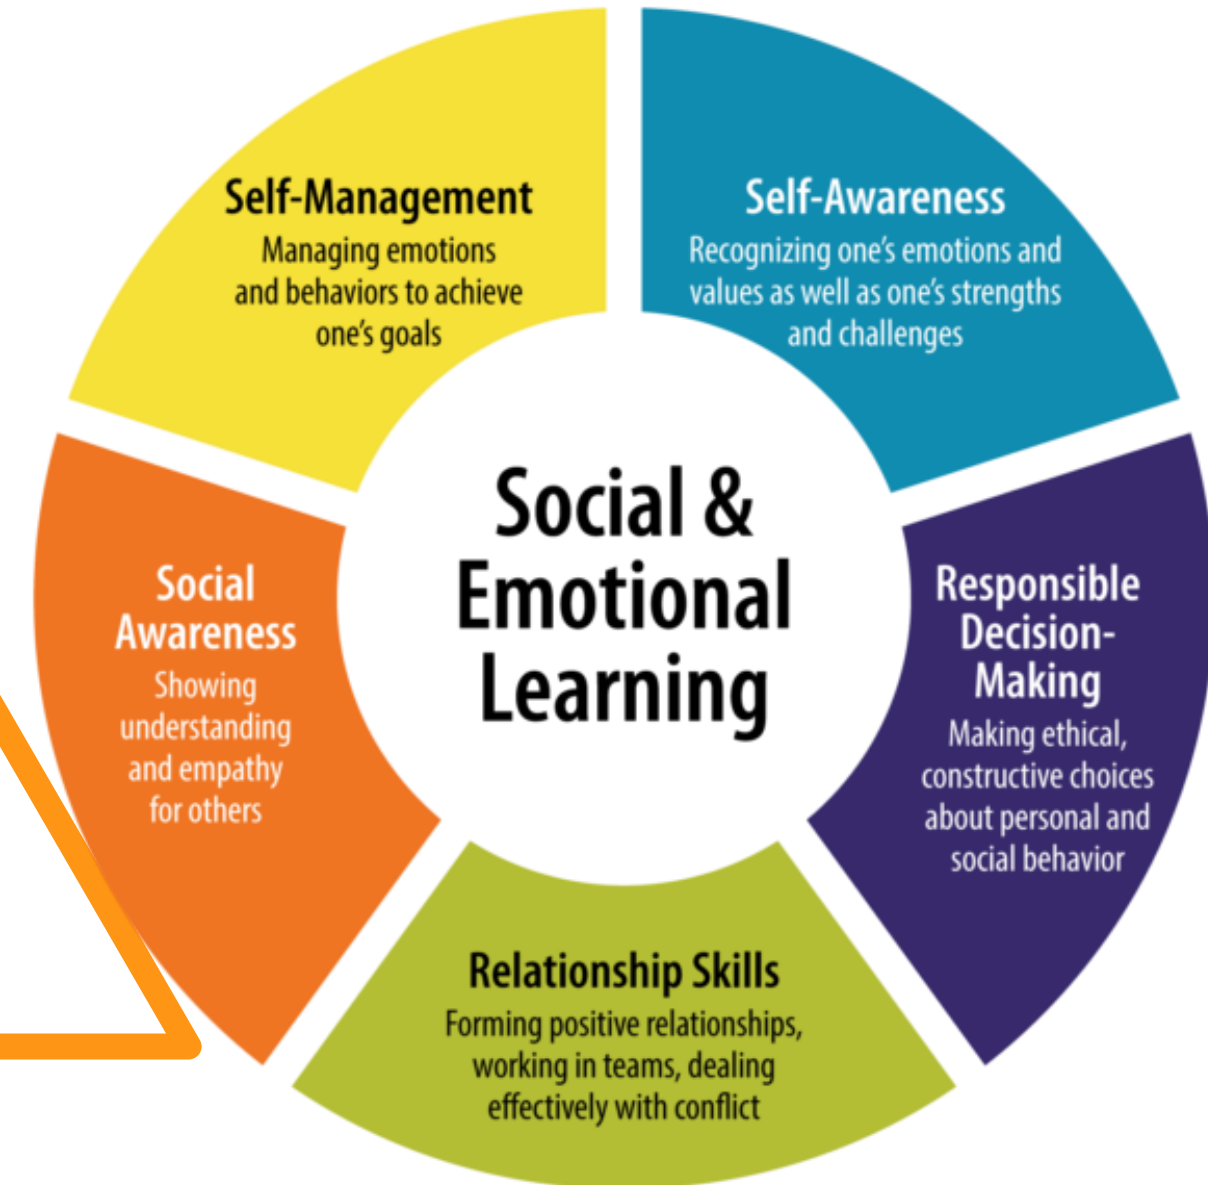 Self-Management
Managing emotions
and behaviors to achieve
one's goals
Self-Awareness
Recognizing one's emotions and
values as well as one's strengths
and challenges
Social &
Emotional
Learning
Social
Awareness
Showing
understanding
and empathy
for others
Responsible
Decision-
Making
Making ethical,
constructive choices
about personal and
social behavior
Relationship Skills
Forming positive relationships,
working in teams, dealing
effectively with conflict